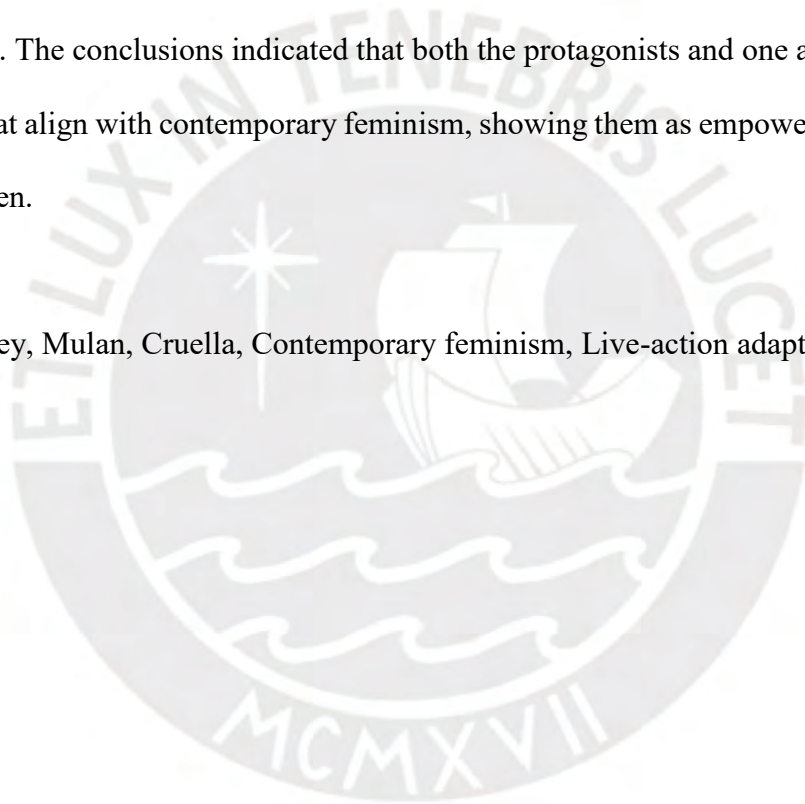 . The conclusions indicated that both the protagonists and one a
at align with contemporary feminism, showing them as empowe
en.
ey, Mulan, Cruella, Contemporary feminism, Live-action adapt
ET LUX IN TENEBRIS LUCET
MCMXVII